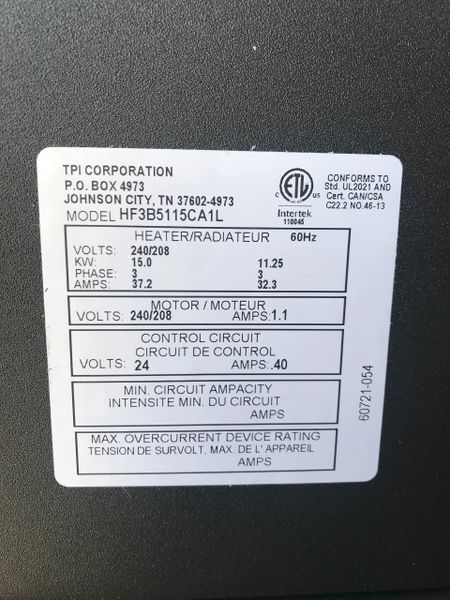 TPI CORPORATION
P.O. BOX 4973
JOHNSON CITY, TN 37602-4973
MODEL HF3B5115CA1L
C ETL US
Intertek
110045
CONFORMS TO
Std. UL2021 AND
Cert. CAN/CSA
C22.2 NO.46-13
HEATER/RADIATEUR 60Hz
VOLTS: 240/208
KW: 15.0 11.25
PHASE: 3 3
AMPS: 37.2 32.3
MOTOR / MOTEUR
VOLTS: 240/208 AMPS: 1.1
CONTROL CIRCUIT
CIRCUIT DE CONTROL
VOLTS: 24 AMPS: .40
MIN. CIRCUIT AMPACITY
INTENSITE MIN. DU CIRCUIT
AMPS
MAX. OVERCURRENT DEVICE RATING
TENSION DE SURVOLT, MAX. DE L' APPAREIL
AMPS
60721-054